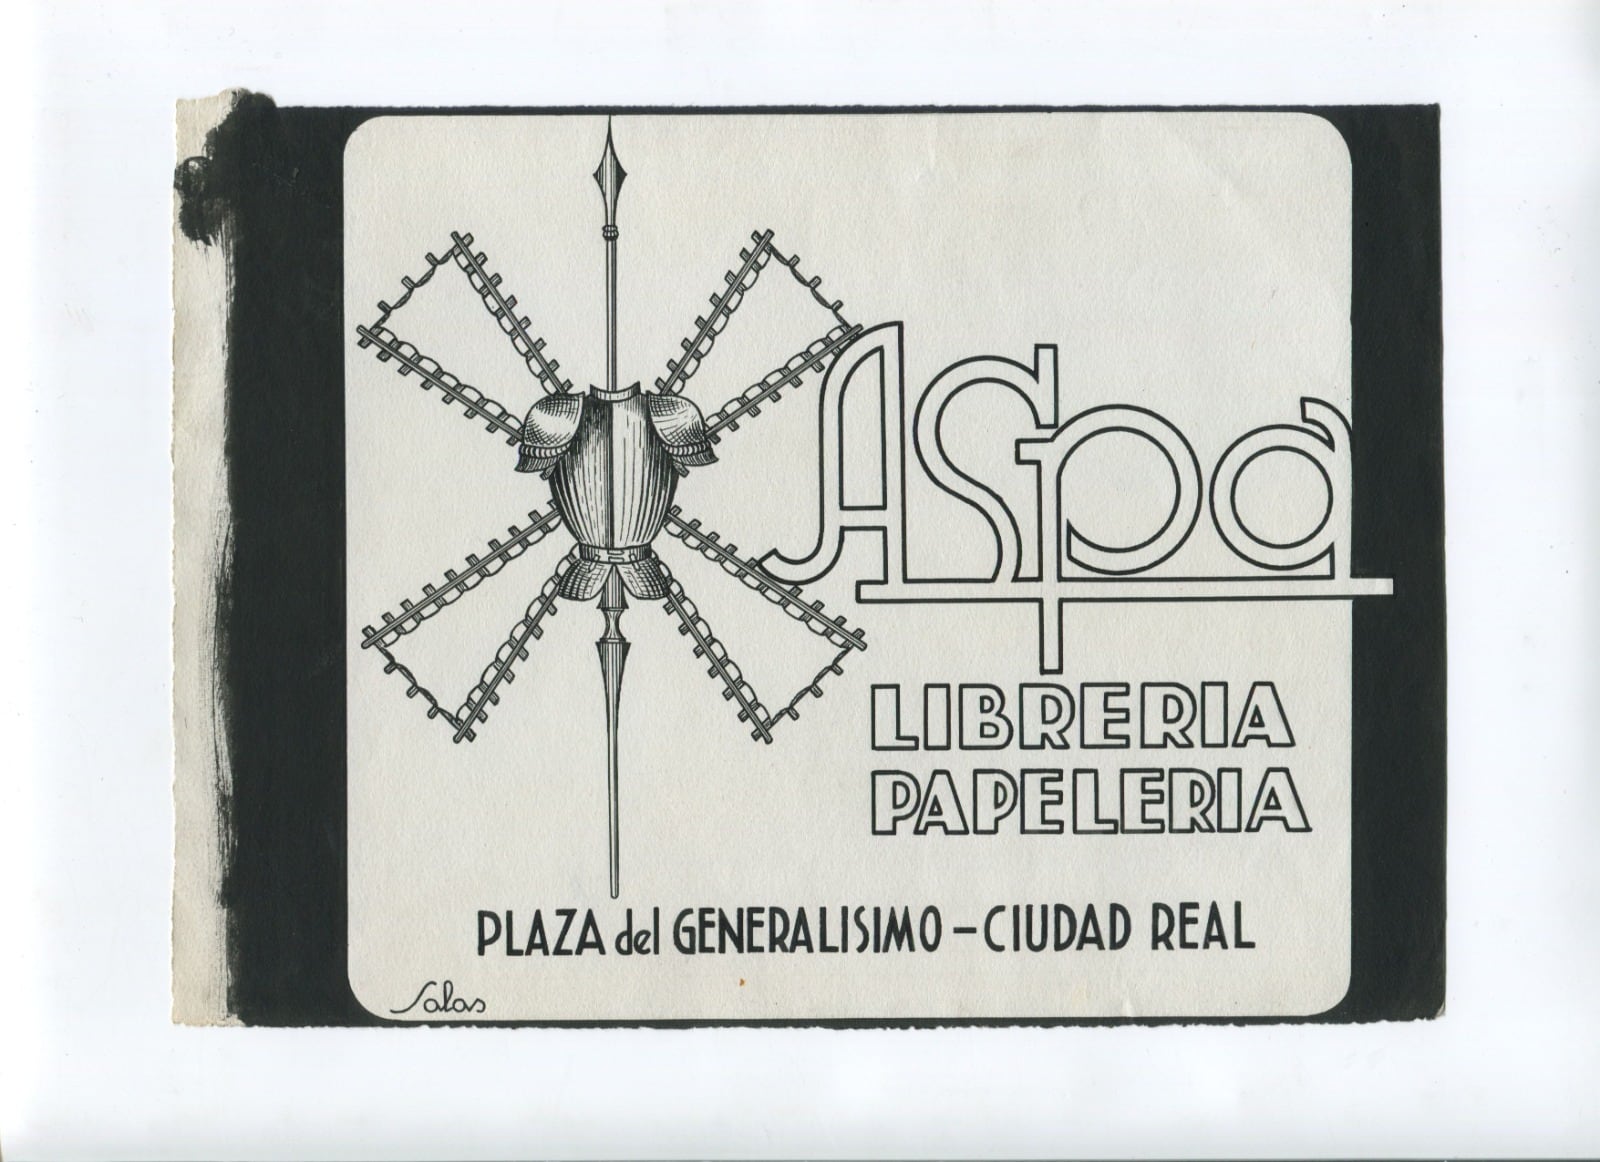 Aspa
LIBRERIA
PAPELERIA
PLAZA del GENERALISIMO – CIUDAD REAL
Salas